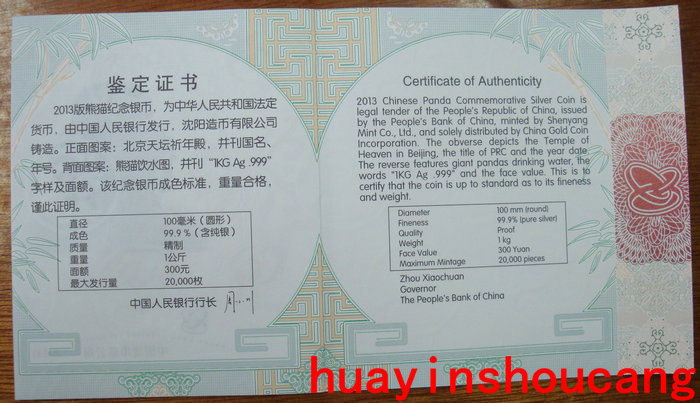 鉴定证书
2013版熊猫纪念银币，为中华人民共和国法定
货币，由中国人民银行发行，沈阳造币有限公司
铸造。正面图案：北京天坛祈年殿，并刊国名、
年号。背面图案：熊猫饮水图，并刊“1KG Ag .999”
字样及面额。该纪念银币成色标准，重量合格，
谨此证明。
直径 100毫米（圆形）
成色 99.9％（含纯银）
质量 精制
重量 1公斤
面额 300元
最大发行量 20,000枚
中国人民银行行长 周小川
Certificate of Authenticity
2013 Chinese Panda Commemorative Silver Coin is
legal tender of the People's Republic of China, issued
by the People's Bank of China, minted by Shenyang
Mint Co., Ltd., and solely distributed by China Gold Coin
Incorporation. The obverse depicts the Temple of
Heaven in Beijing, the title of PRC and the year date.
The reverse features giant pandas drinking water, the
words "1KG Ag .999" and the face value. This is to
certify that the coin is up to standard as to its fineness
and weight.
Diameter 100 mm (round)
Fineness 99.9% (pure silver)
Quality Proof
Weight 1 kg
Face Value 300 Yuan
Maximum Mintage 20,000 pieces
Zhou Xiaochuan
Governor
The People's Bank of China
huayinshoucang